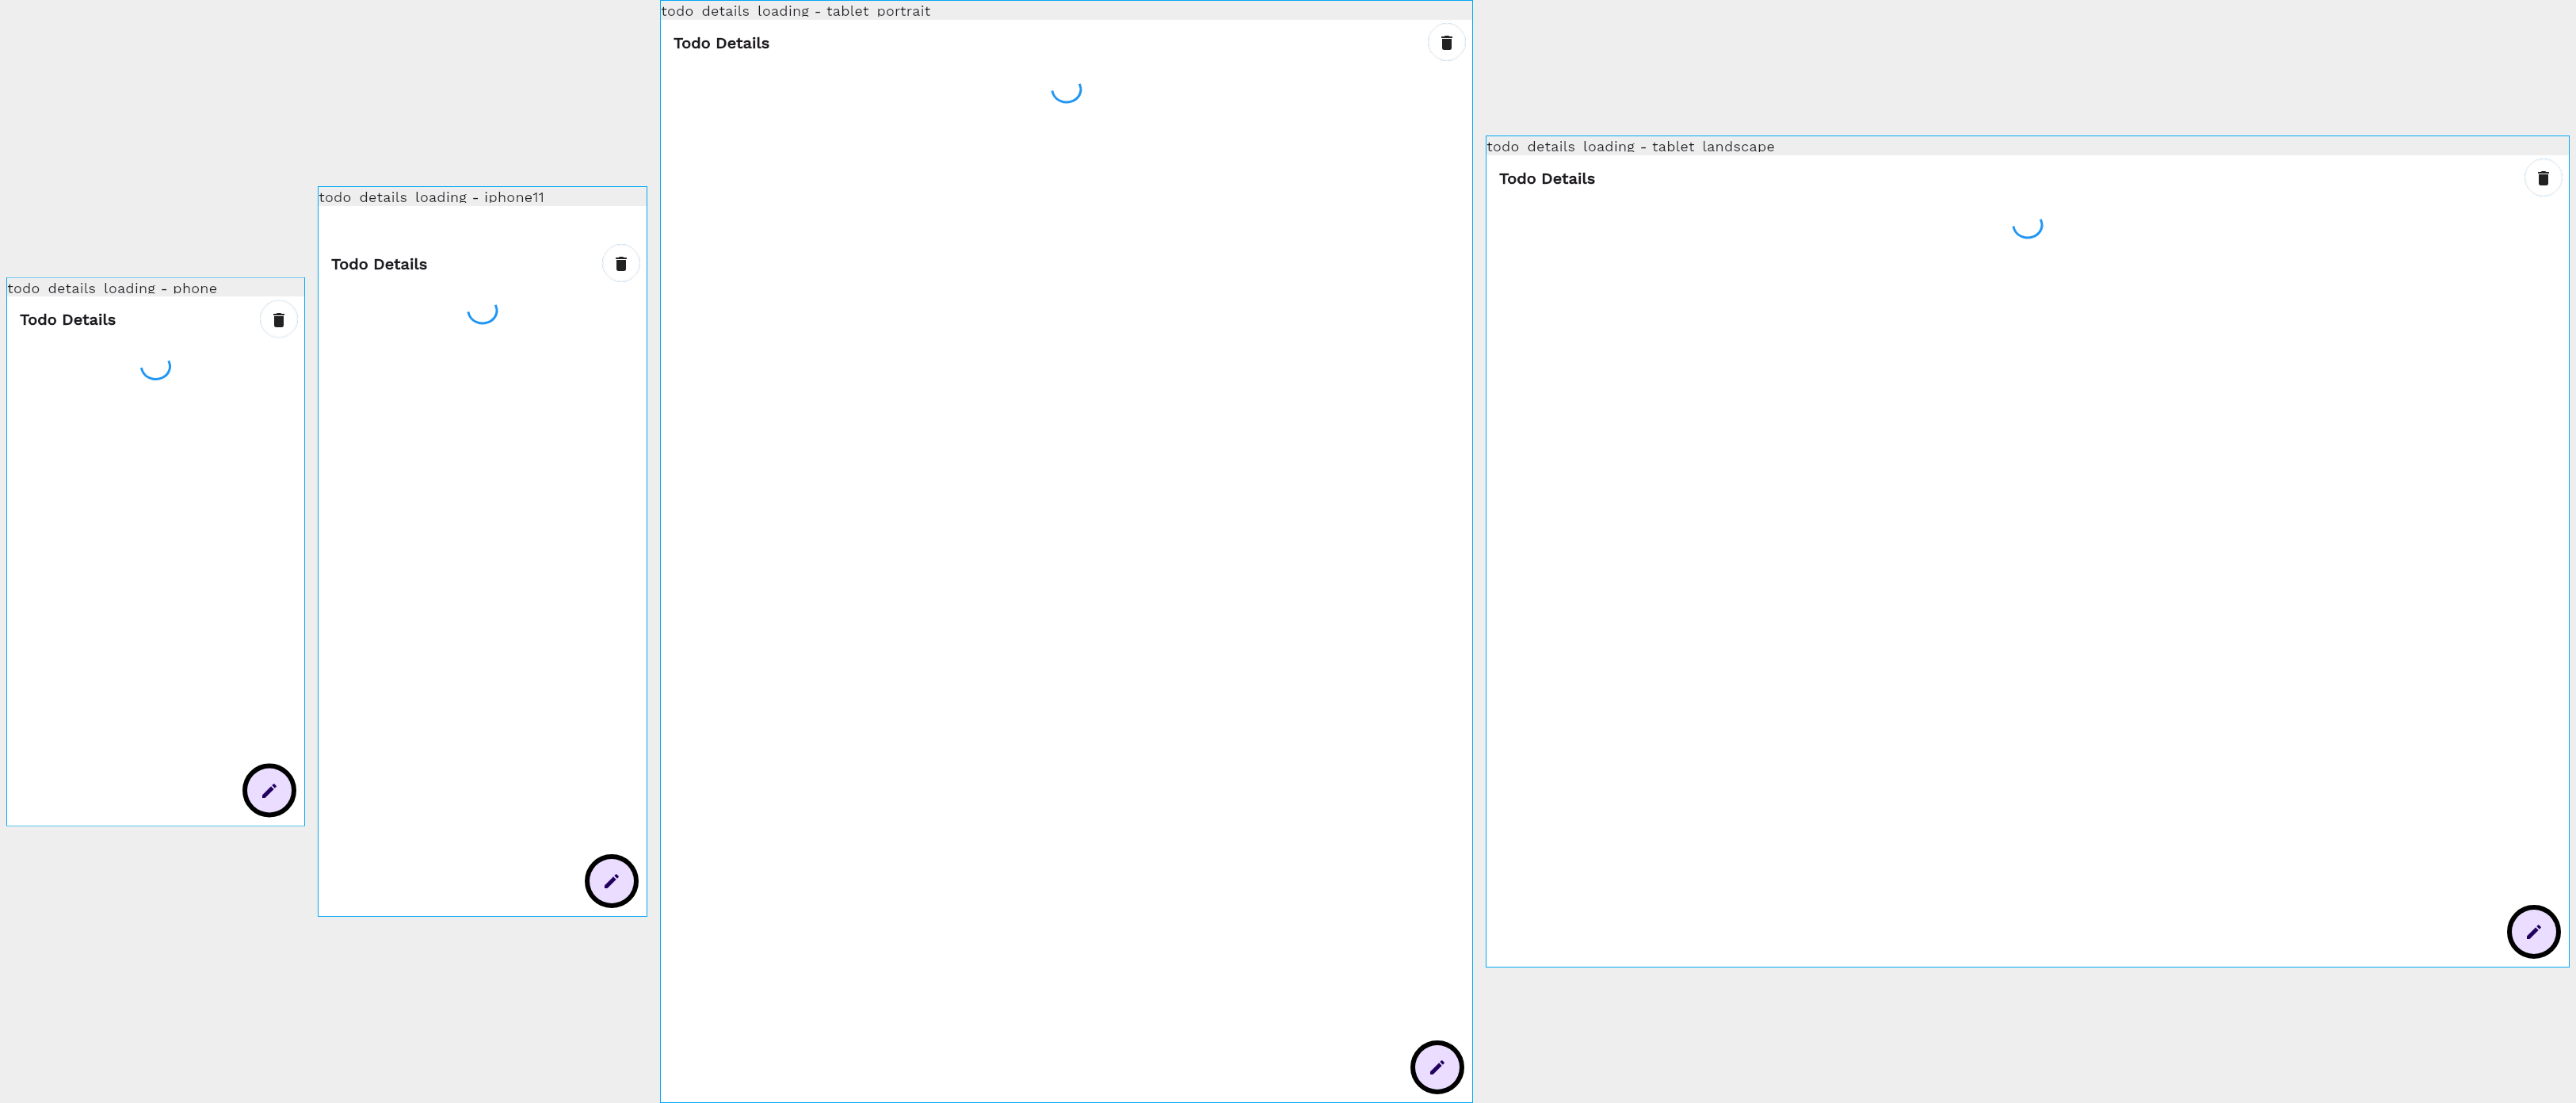 todo details loading - phone
Todo Details
todo details loading - iphone11
Todo Details
todo details loading - tablet portrait
Todo Details
todo details loading - tablet landscape
Todo Details